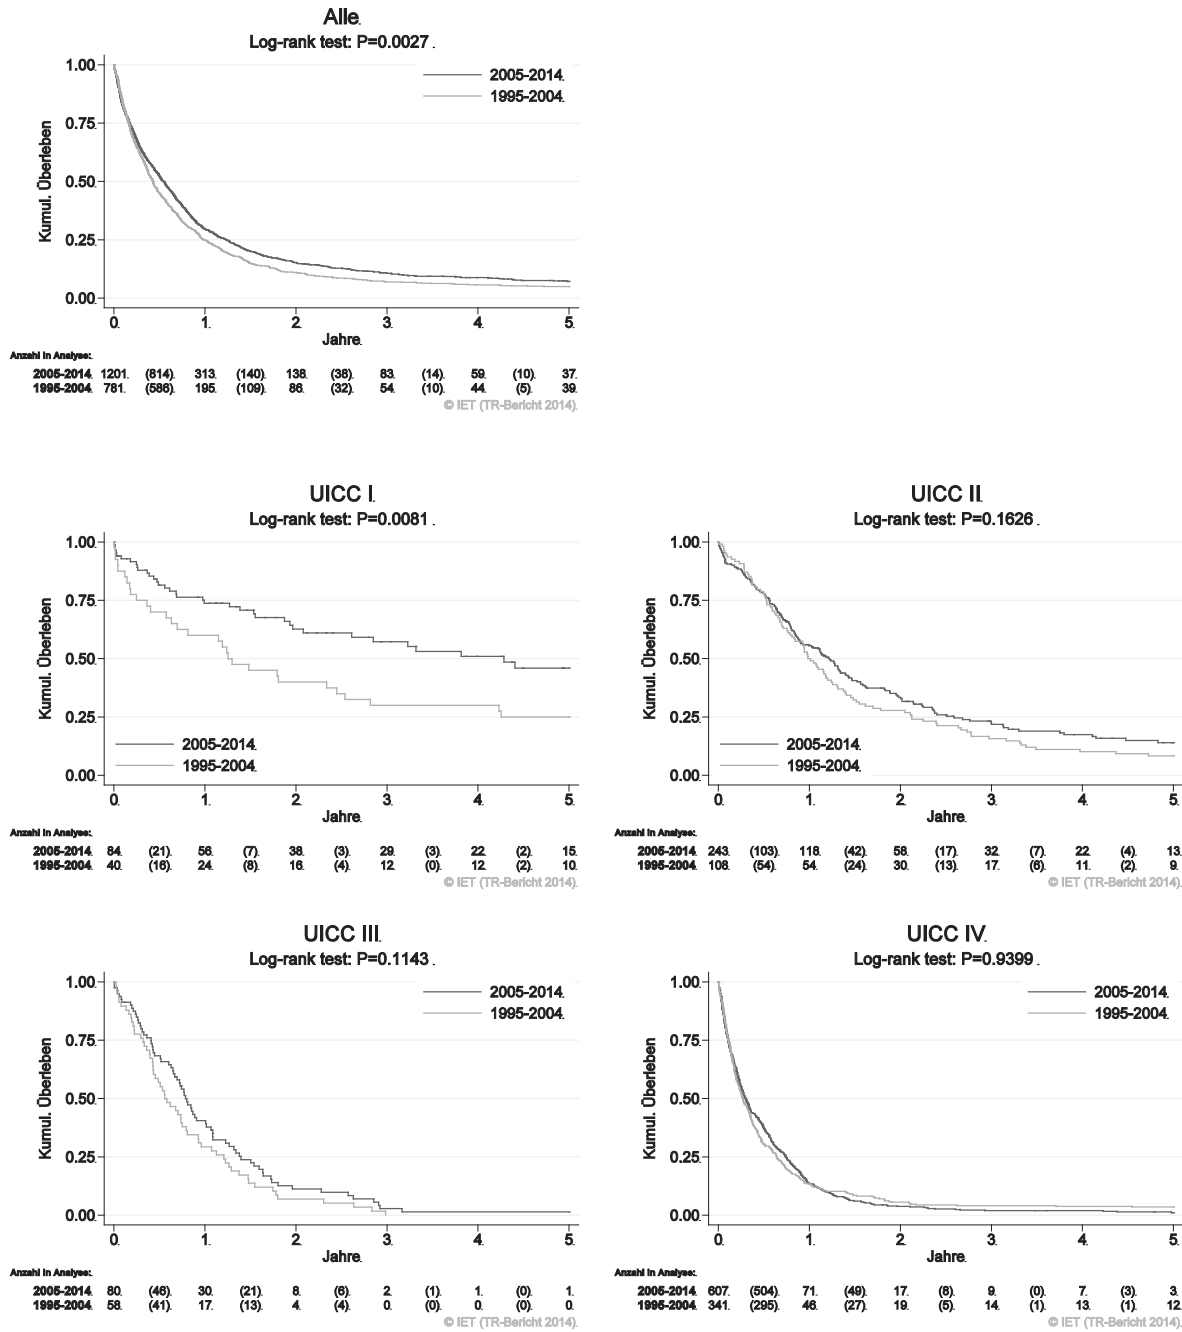 Alle.
Log-rank test: P=0.0027 .
1.00.
0.75.
0.50.
0.25.
0.00.
Kumul. Überleben
2005-2014.
1995-2004.
0. 1. 2. 3. 4. 5.
Jahre.
Anzahl in Analyse:.
2005-2014. 1201. (814). 313. (140). 138. (38). 83. (14). 59. (10). 37.
1995-2004. 781. (586). 195. (109). 86. (32). 54. (10). 44. (5). 39.
© IET (TR-Bericht 2014).
UICC I.
Log-rank test: P=0.0081 .
1.00.
0.75.
0.50.
0.25.
0.00.
Kumul. Überleben
2005-2014.
1995-2004.
0. 1. 2. 3. 4. 5.
Jahre.
Anzahl in Analyse:.
2005-2014. 84. (21). 56. (7). 38. (3). 29. (3). 22. (2). 15.
1995-2004. 40. (16). 24. (8). 16. (4). 12. (0). 12. (2). 10.
© IET (TR-Bericht 2014).
UICC II.
Log-rank test: P=0.1626 .
1.00.
0.75.
0.50.
0.25.
0.00.
Kumul. Überleben
2005-2014.
1995-2004.
0. 1. 2. 3. 4. 5.
Jahre.
Anzahl in Analyse:.
2005-2014. 243. (103). 118. (42). 58. (17). 32. (7). 22. (4). 13.
1995-2004. 108. (54). 54. (24). 30. (13). 17. (6). 11. (2). 9.
© IET (TR-Bericht 2014).
UICC III.
Log-rank test: P=0.1143 .
1.00.
0.75.
0.50.
0.25.
0.00.
Kumul. Überleben
2005-2014.
1995-2004.
0. 1. 2. 3. 4. 5.
Jahre.
Anzahl in Analyse:.
2005-2014. 80. (46). 30. (21). 8. (6). 2. (1). 1. (0). 1.
1995-2004. 58. (41). 17. (13). 4. (4). 0. (0). 0. (0). 0.
© IET (TR-Bericht 2014).
UICC IV.
Log-rank test: P=0.9399 .
1.00.
0.75.
0.50.
0.25.
0.00.
Kumul. Überleben
2005-2014.
1995-2004.
0. 1. 2. 3. 4. 5.
Jahre.
Anzahl in Analyse:.
2005-2014. 607. (504). 71. (49). 17. (8). 9. (0). 7. (3). 3.
1995-2004. 341. (295). 46. (27). 19. (5). 14. (1). 13. (1). 12.
© IET (TR-Bericht 2014).